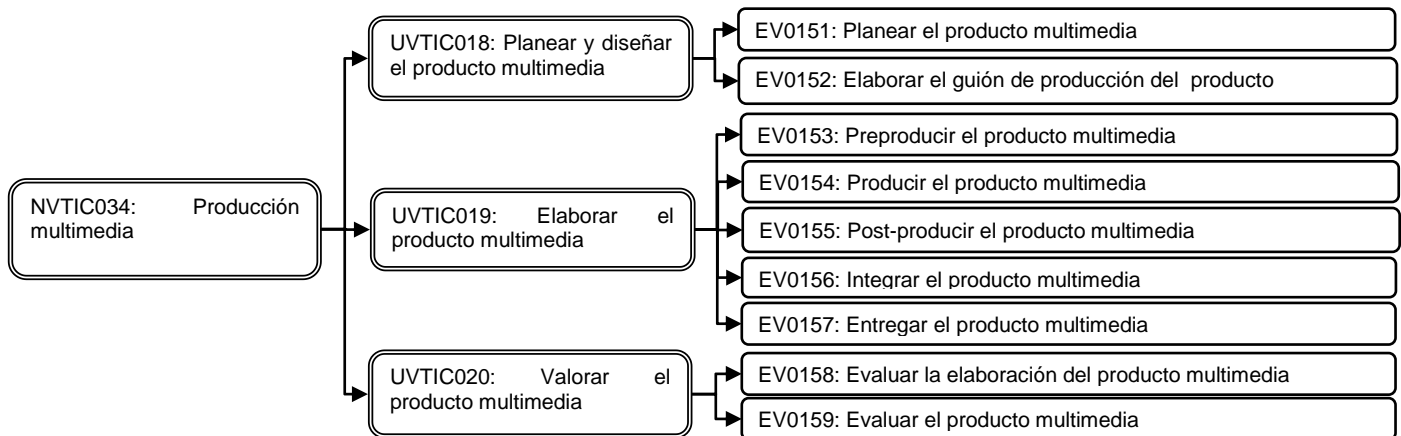 NVTIC034: Producción
multimedia
UVTIC018: Planear y diseñar
el producto multimedia
EV0151: Planear el producto multimedia
EV0152: Elaborar el guión de producción del producto
UVTIC019: Elaborar el
producto multimedia
EV0153: Preproducir el producto multimedia
EV0154: Producir el producto multimedia
EV0155: Post-producir el producto multimedia
EV0156: Integrar el producto multimedia
EV0157: Entregar el producto multimedia
UVTIC020: Valorar el
producto multimedia
EV0158: Evaluar la elaboración del producto multimedia
EV0159: Evaluar el producto multimedia